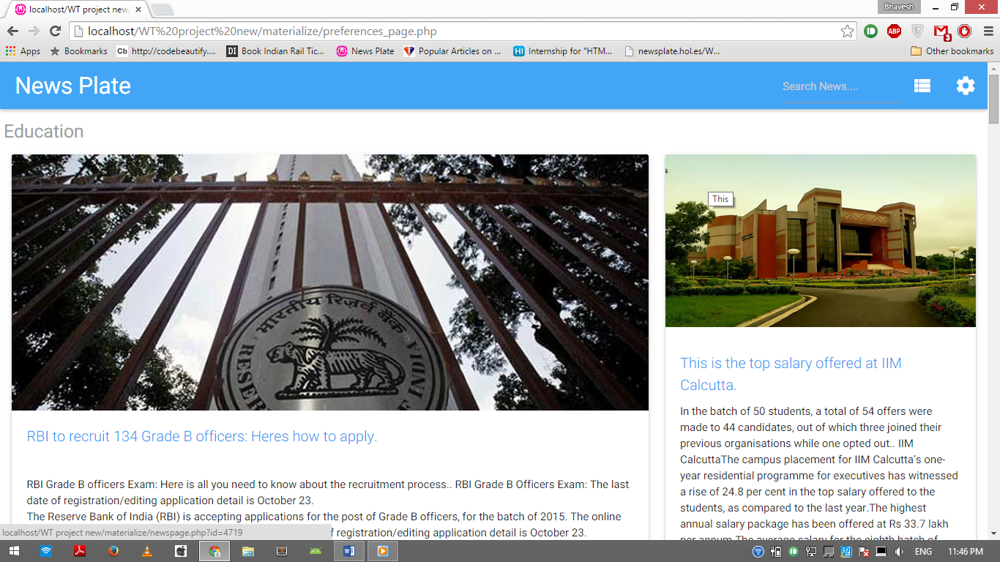 localhost/WT project new
Bhavesh
localhost/WT%20project%20new/materialize/preferences_page.php
ABP
3
Apps
Bookmarks
Cb http://codebeautify....
DI Book Indian Rail Tic...
News Plate
Popular Articles on ...
HI Internship for "HTM...
newsplate.hol.es/W...
Other bookmarks
News Plate
Search News....
Education
भारतीय रिज़र्व बैंक
This
This is the top salary offered at IIM
Calcutta.
In the batch of 50 students, a total of 54 offers were
made to 44 candidates, out of which three joined their
previous organisations while one opted out.. IIM
CalcuttaThe campus placement for IIM Calcutta's one-
year residential programme for executives has witnessed
a rise of 24.8 per cent in the top salary offered to the
students, as compared to the last year.The highest
annual salary package has been offered at Rs 33.7 lakh
per annum.The average salary for the eighth batch of
RBI to recruit 134 Grade B officers: Heres how to apply.
RBI Grade B officers Exam: Here is all you need to know about the recruitment process.. RBI Grade B Officers Exam: The last
date of registration/editing application detail is October 23.
The Reserve Bank of India (RBI) is accepting applications for the post of Grade B officers, for the batch of 2015. The online
f registration/editing application detail is October 23.
localhost/WT project new/materialize/newspage.php?id=4719
ENG
11:46 PM